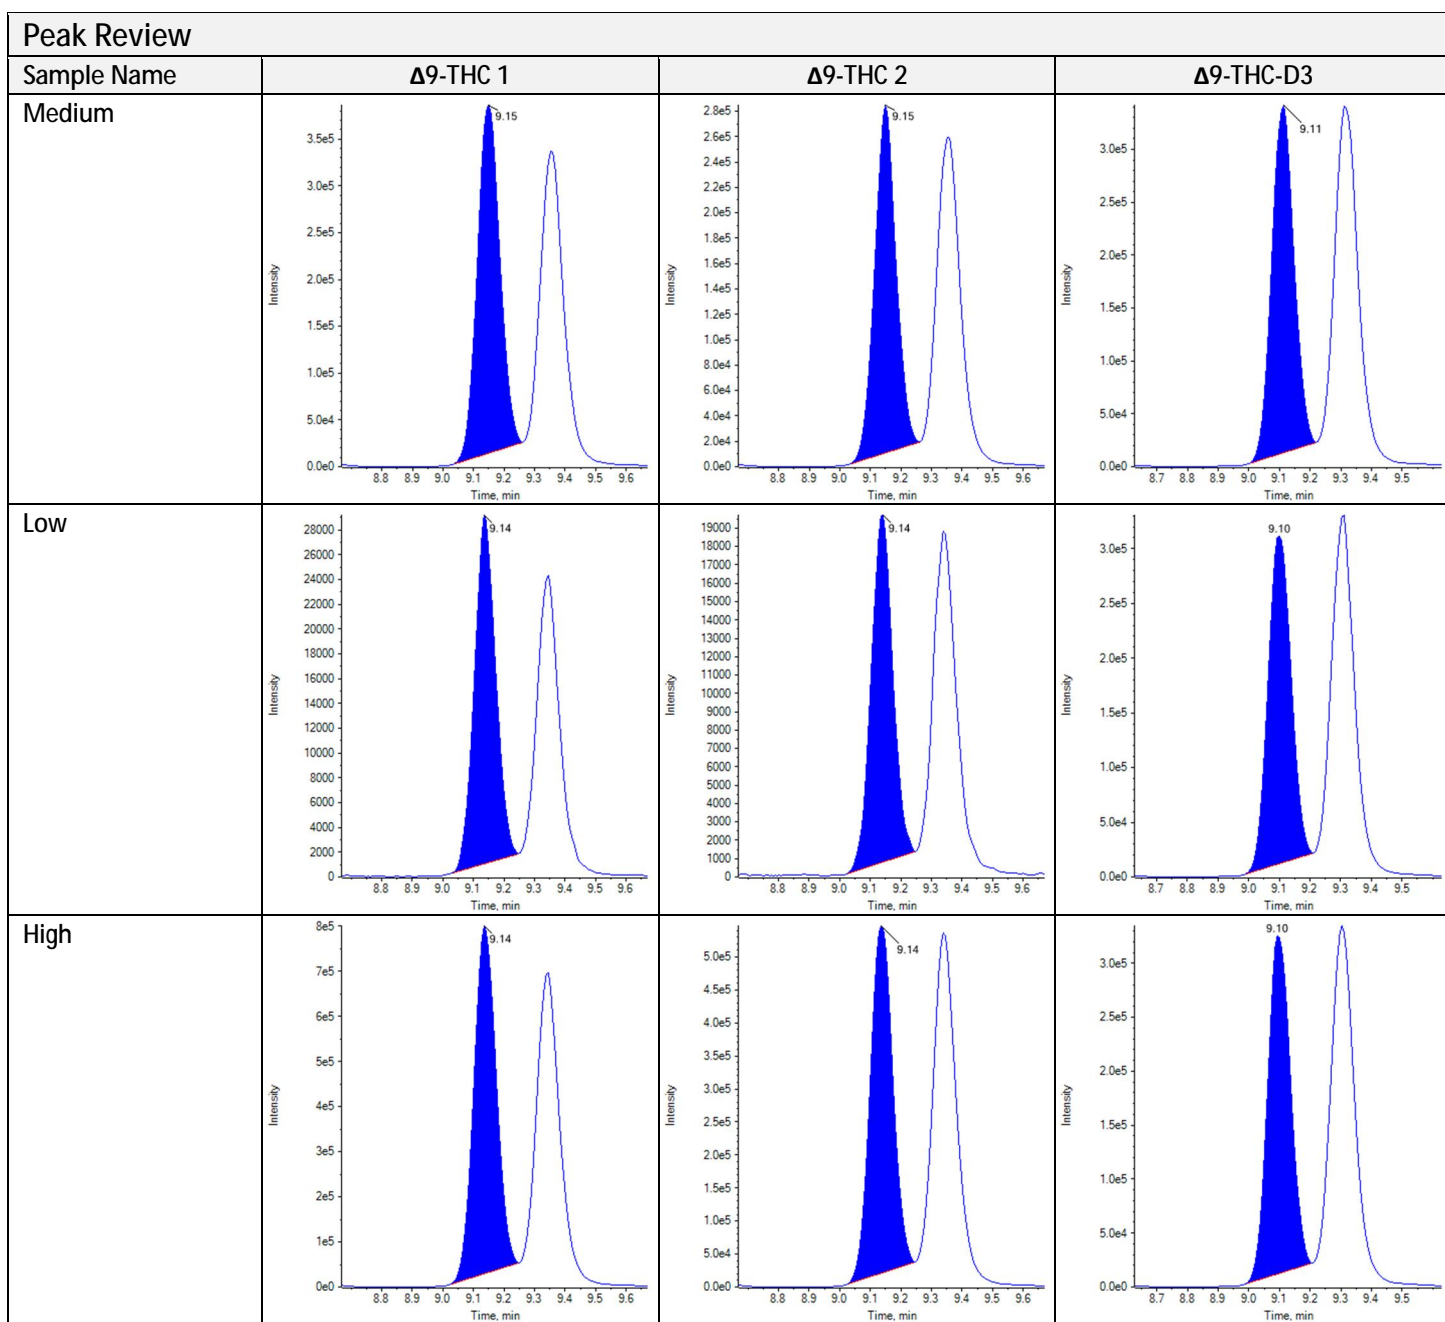 Peak Review
Sample Name Δ9-THC 1 Δ9-THC 2 Δ9-THC-D3
Medium
9.15
3.5e5
3.0e5
2.5e5
2.0e5
1.5e5
1.0e5
5.0e4
0.0e0
Intensity
8.8 8.9 9.0 9.1 9.2 9.3 9.4 9.5 9.6
Time, min
9.15
2.8e5
2.6e5
2.4e5
2.2e5
2.0e5
1.8e5
1.6e5
1.4e5
1.2e5
1.0e5
8.0e4
6.0e4
4.0e4
2.0e4
0.0e0
Intensity
8.8 8.9 9.0 9.1 9.2 9.3 9.4 9.5 9.6
Time, min
9.11
3.0e5
2.5e5
2.0e5
1.5e5
1.0e5
5.0e4
0.0e0
Intensity
8.7 8.8 8.9 9.0 9.1 9.2 9.3 9.4 9.5
Time, min
Low
9.14
28000
26000
24000
22000
20000
18000
16000
14000
12000
10000
8000
6000
4000
2000
0
Intensity
8.8 8.9 9.0 9.1 9.2 9.3 9.4 9.5 9.6
Time, min
9.14
19000
18000
17000
16000
15000
14000
13000
12000
11000
10000
9000
8000
7000
6000
5000
4000
3000
2000
1000
0
Intensity
8.8 8.9 9.0 9.1 9.2 9.3 9.4 9.5 9.6
Time, min
9.10
3.0e5
2.5e5
2.0e5
1.5e5
1.0e5
5.0e4
0.0e0
Intensity
8.7 8.8 8.9 9.0 9.1 9.2 9.3 9.4 9.5
Time, min
High
9.14
8e5
7e5
6e5
5e5
4e5
3e5
2e5
1e5
0e0
Intensity
8.8 8.9 9.0 9.1 9.2 9.3 9.4 9.5 9.6
Time, min
9.14
5.0e5
4.5e5
4.0e5
3.5e5
3.0e5
2.5e5
2.0e5
1.5e5
1.0e5
5.0e4
0.0e0
Intensity
8.8 8.9 9.0 9.1 9.2 9.3 9.4 9.5 9.6
Time, min
9.10
3.0e5
2.5e5
2.0e5
1.5e5
1.0e5
5.0e4
0.0e0
Intensity
8.7 8.8 8.9 9.0 9.1 9.2 9.3 9.4 9.5
Time, min